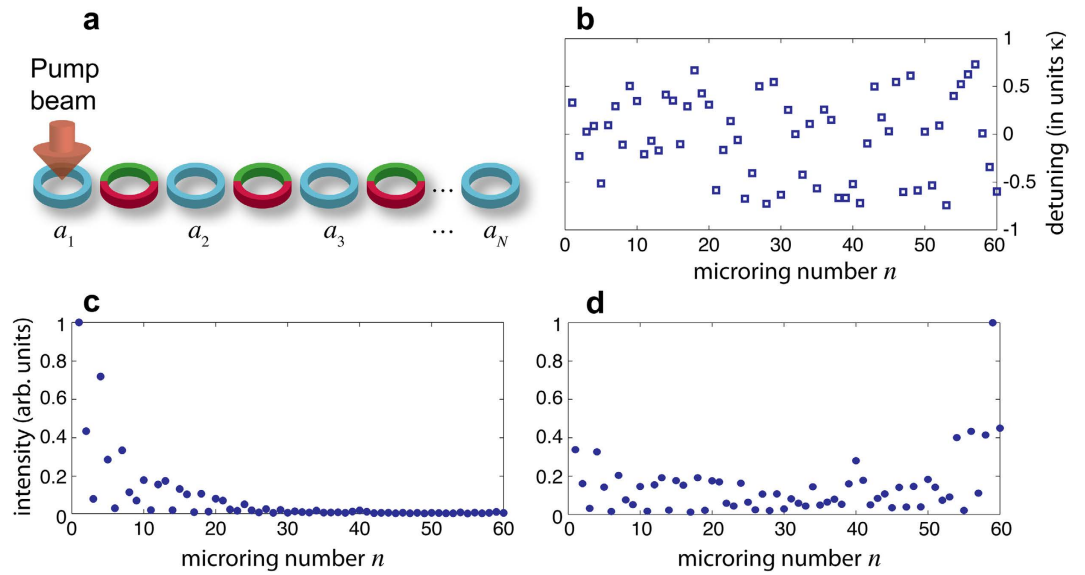 a
Pump
beam
a1 a2 a3 ... aN
...
b
1
0.5
0
-0.5
-1
detuning (in units κ)
0 10 20 30 40 50 60
microring number n
c
intensity (arb. units)
1
0.8
0.6
0.4
0.2
0
0 10 20 30 40 50 60
microring number n
d
1
0.8
0.6
0.4
0.2
0
0 10 20 30 40 50 60
microring number n